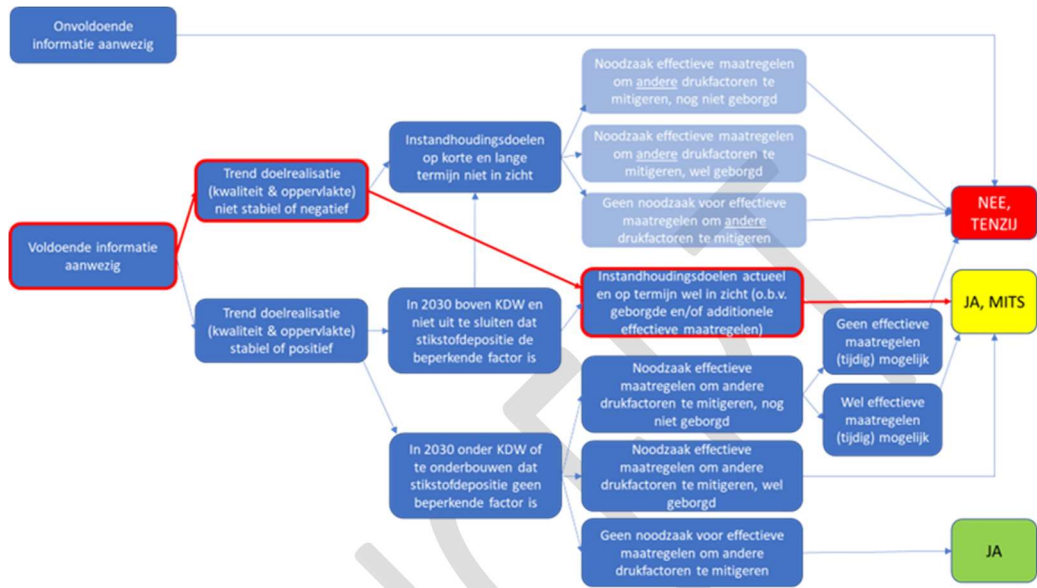 Onvoldoende
informatie aanwezig
Noodzaak effectieve maatregelen
om andere drukfactoren te
mitigeren, nog niet geborgd
Instandhoudingsdoelen
op korte en lange
termijn niet in zicht
Noodzaak effectieve maatregelen
om andere drukfactoren te
mitigeren, wel geborgd
Trend doelrealisatie
(kwaliteit & oppervlakte)
niet stabiel of negatief
Geen noodzaak voor effectieve
maatregelen om andere
drukfactoren te mitigeren
NEE,
TENZIJ
Voldoende informatie
aanwezig
Instandhoudingsdoelen actueel
en op termijn wel in zicht (o.b.v.
geborgde en/of additionele
effectieve maatregelen)
JA, MITS
Trend doelrealisatie
(kwaliteit & oppervlakte)
stabiel of positief
In 2030 boven KDW en
niet uit te sluiten dat
stikstofdepositie de
beperkende factor is
Geen effectieve
maatregelen
(tijdig) mogelijk
Noodzaak effectieve
maatregelen om andere
drukfactoren te mitigeren, nog
niet geborgd
Wel effectieve
maatregelen
(tijdig) mogelijk
In 2030 onder KDW of
te onderbouwen dat
stikstofdepositie geen
beperkende factor is
Noodzaak effectieve
maatregelen om andere
drukfactoren te mitigeren, wel
geborgd
Geen noodzaak voor effectieve
maatregelen om andere
drukfactoren te mitigeren
JA